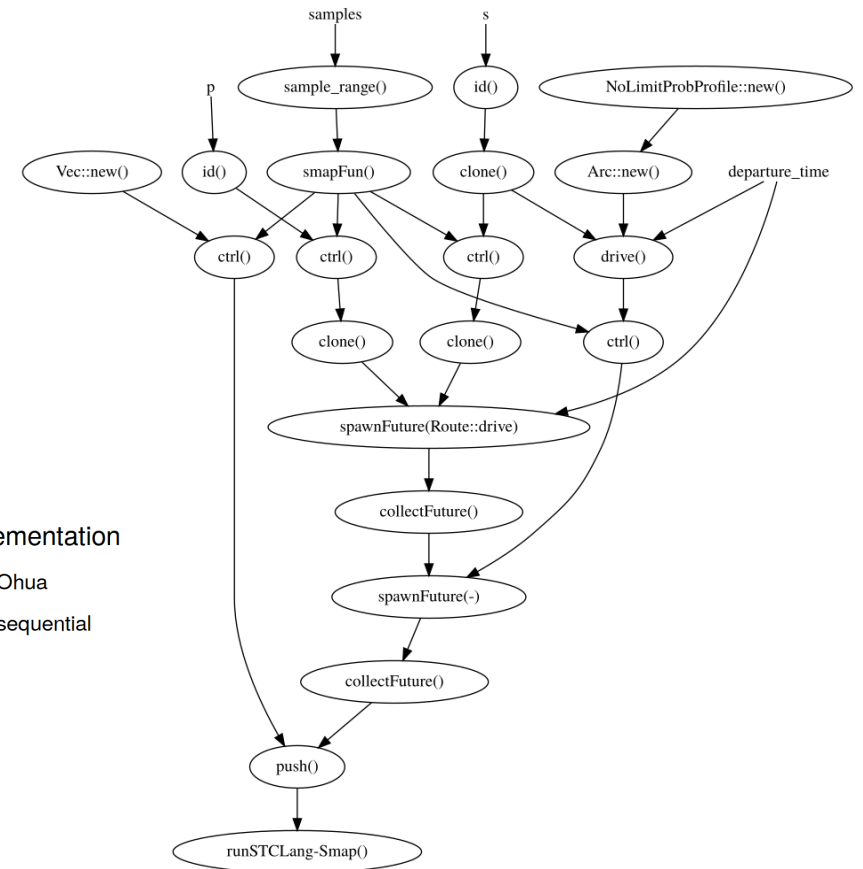 samples
s
sample_range()
id()
NoLimitProbProfile::new()
p
Vec::new()
id()
smapFun()
clone()
Arc::new()
departure_time
ctrl()
ctrl()
ctrl()
drive()
clone()
clone()
ctrl()
spawnFuture(Route::drive)
collectFuture()
ementation
Ohua
spawnFuture(-)
sequential
collectFuture()
push()
runSTCLang-Smap()